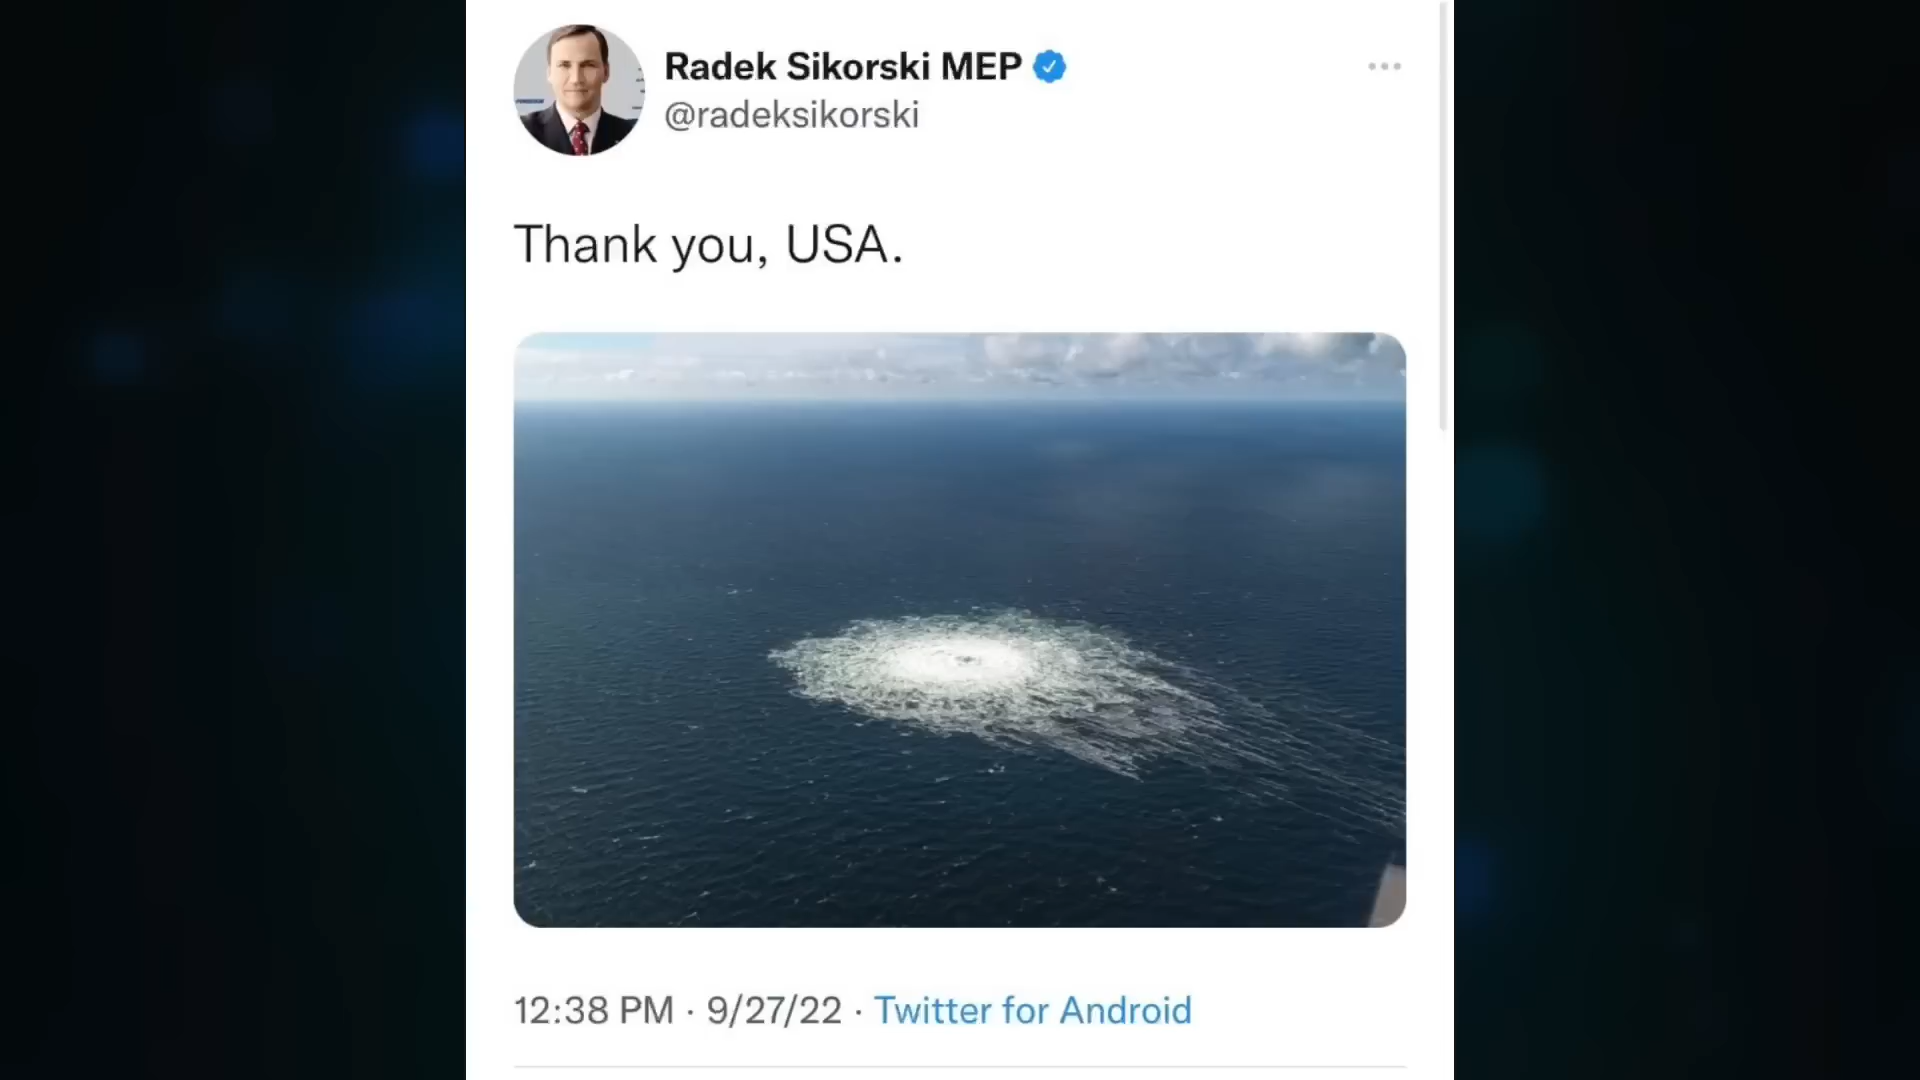 Radek Sikorski MEP
@radeksikorski
Thank you, USA.
12:38 PM · 9/27/22 · Twitter for Android